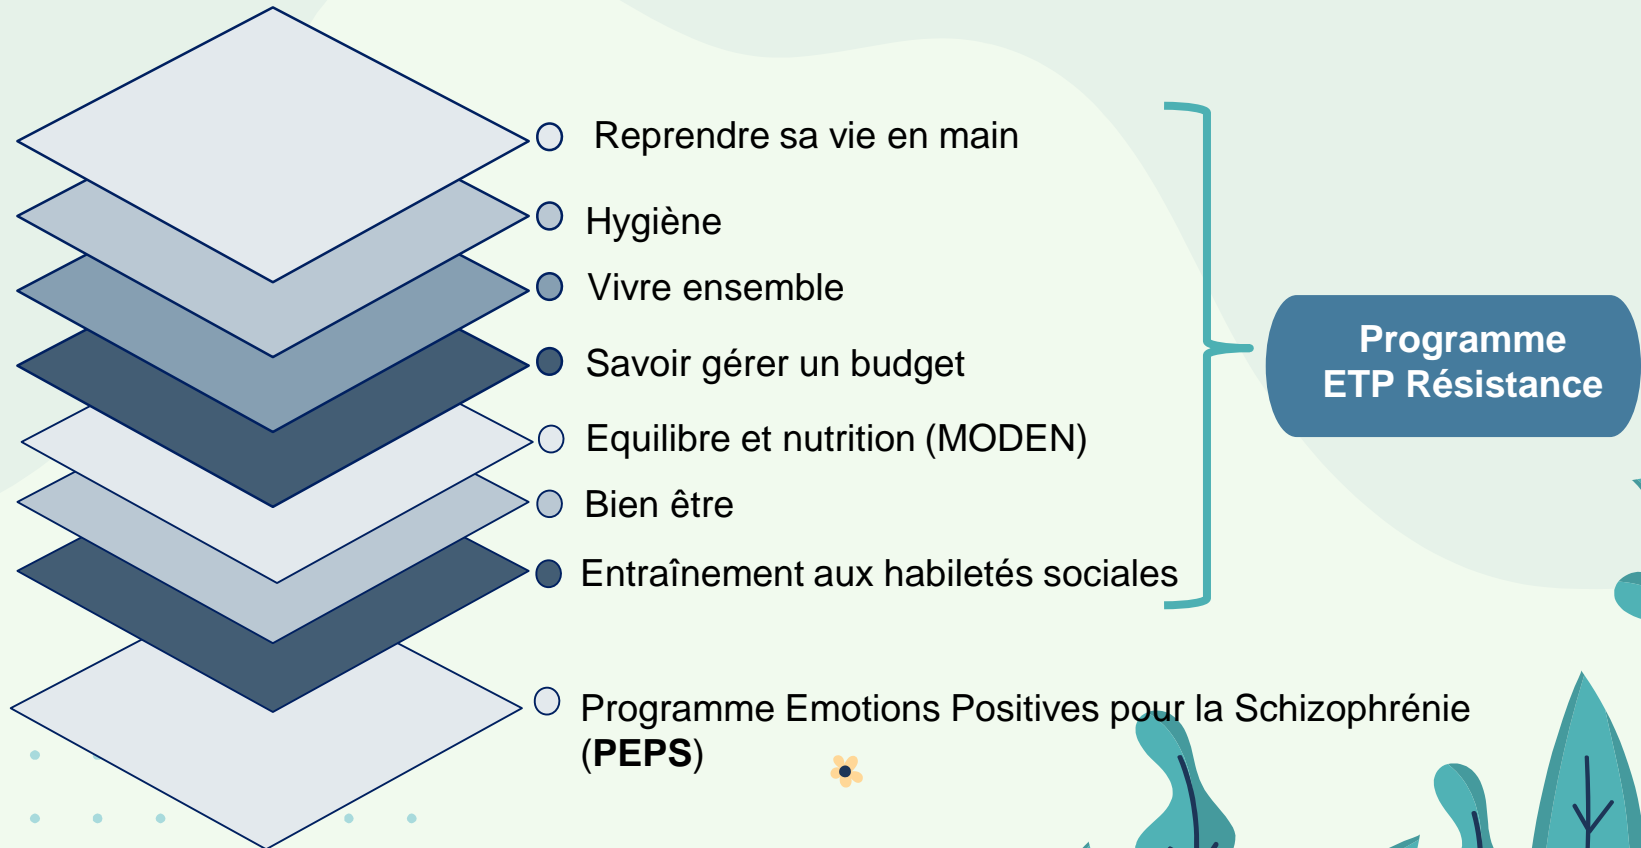 Reprendre sa vie en main
Hygiène
Vivre ensemble
Savoir gérer un budget
Equilibre et nutrition (MODEN)
Bien être
Entraînement aux habiletés sociales
Programme
ETP Résistance
Programme Emotions Positives pour la Schizophrénie
(PEPS)